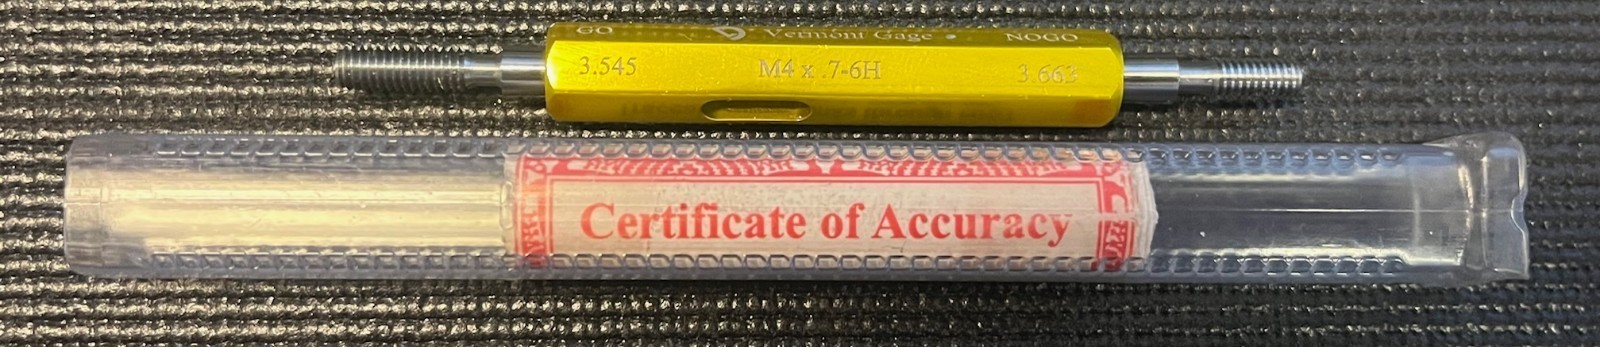 GO Vermont Gage NOGO
3.545 M4 x .7-6H 3.663
Certificate of Accuracy